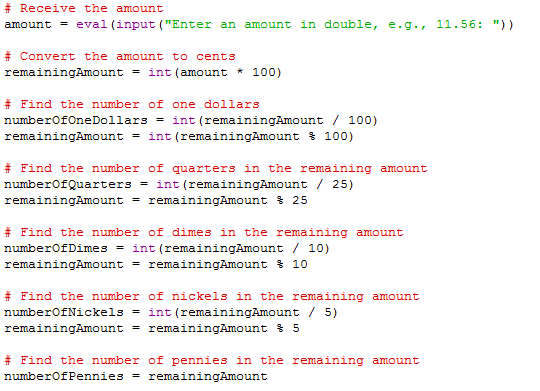 # Receive the amount
amount = eval(input("Enter an amount in double, e.g., 11.56: "))
# Convert the amount to cents
remainingAmount = int(amount * 100)
# Find the number of one dollars
numberOfOneDollars = int(remainingAmount / 100)
remainingAmount = int(remainingAmount % 100)
# Find the number of quarters in the remaining amount
numberOfQuarters = int(remainingAmount / 25)
remainingAmount = remainingAmount % 25
# Find the number of dimes in the remaining amount
numberOfDimes = int(remainingAmount / 10)
remainingAmount = remainingAmount % 10
# Find the number of nickels in the remaining amount
numberOfNickels = int(remainingAmount / 5)
remainingAmount = remainingAmount % 5
# Find the number of pennies in the remaining amount
numberOfPennies = remainingAmount